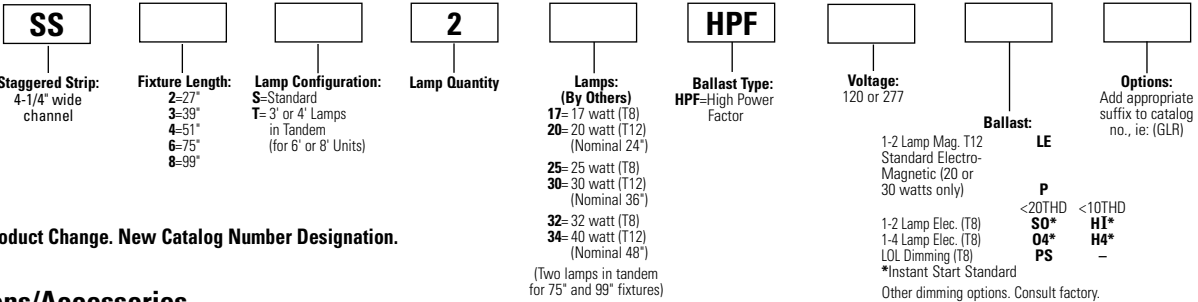 SS
2
HPF
Staggered Strip:
4-1/4" wide
channel
Fixture Length:
2=27"
3=39"
4=51"
6=75"
8=99"
Lamp Configuration:
S=Standard
T= 3' or 4' Lamps
in Tandem
(for 6' or 8' Units)
Lamp Quantity
Lamps:
(By Others)
17= 17 watt (T8)
20= 20 watt (T12)
(Nominal 24")
25= 25 watt (T8)
30= 30 watt (T12)
(Nominal 36")
32= 32 watt (T8)
34= 40 watt (T12)
(Nominal 48")
(Two lamps in tandem
for 75" and 99" fixtures)
Ballast Type:
HPF=High Power
Factor
Voltage:
120 or 277
Ballast:
1-2 Lamp Mag. T12 LE
Standard Electro-
Magnetic (20 or
30 watts only) P
<20THD <10THD
1-2 Lamp Elec. (T8) SO* HI*
1-4 Lamp Elec. (T8) O4* H4*
LOL Dimming (T8) PS –
*Instant Start Standard
Other dimming options. Consult factory.
Options:
Add appropriate
suffix to catalog
no., ie: (GLR)
oduct Change. New Catalog Number Designation.
ons/Accessories